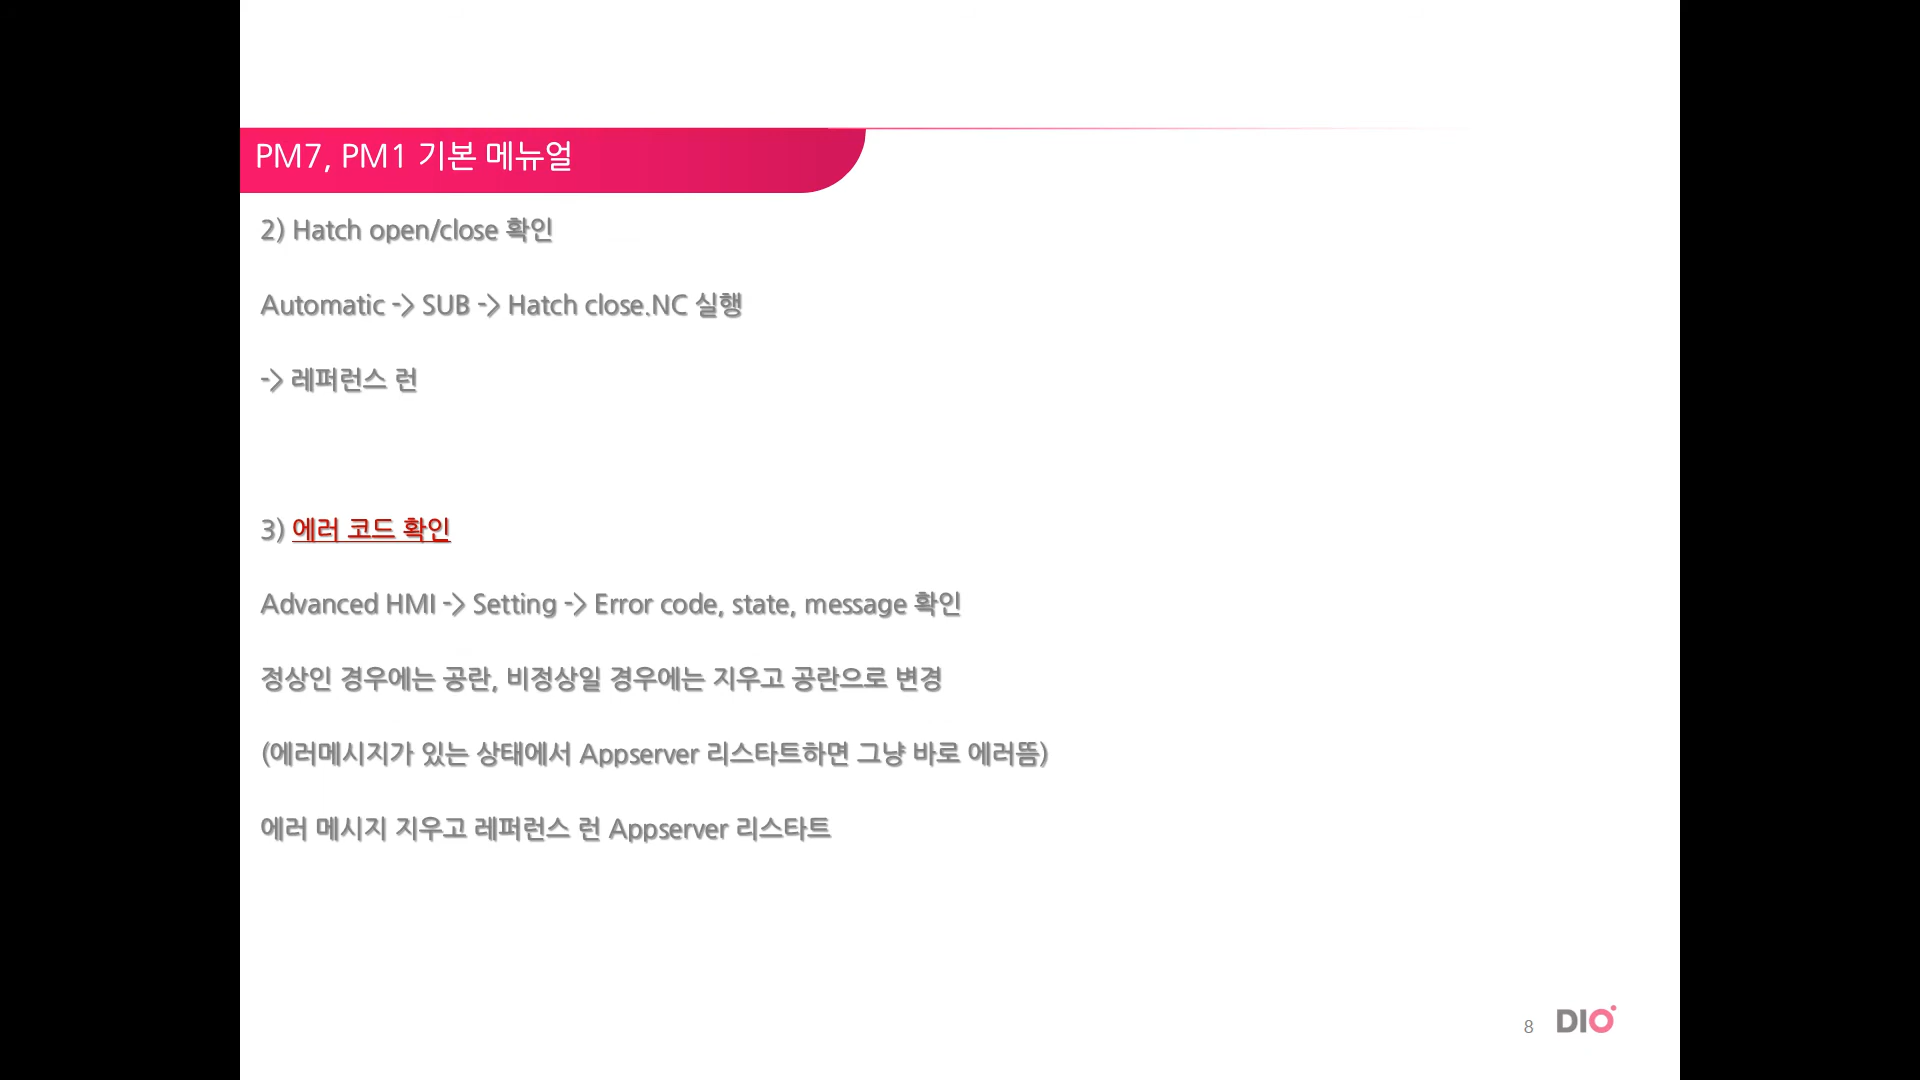 PM7, PM1 기본 메뉴얼
2) Hatch open/close 확인
Automatic -> SUB -> Hatch close.NC 실행
-> 레퍼런스 런
3) 에러 코드 확인
Advanced HMI -> Setting -> Error code, state, message 확인
정상인 경우에는 공란, 비정상일 경우에는 지우고 공란으로 변경
(에러메시지가 있는 상태에서 Appserver 리스타트하면 그냥 바로 에러뜸)
에러 메시지 지우고 레퍼런스 런 Appserver 리스타트
8 DIO